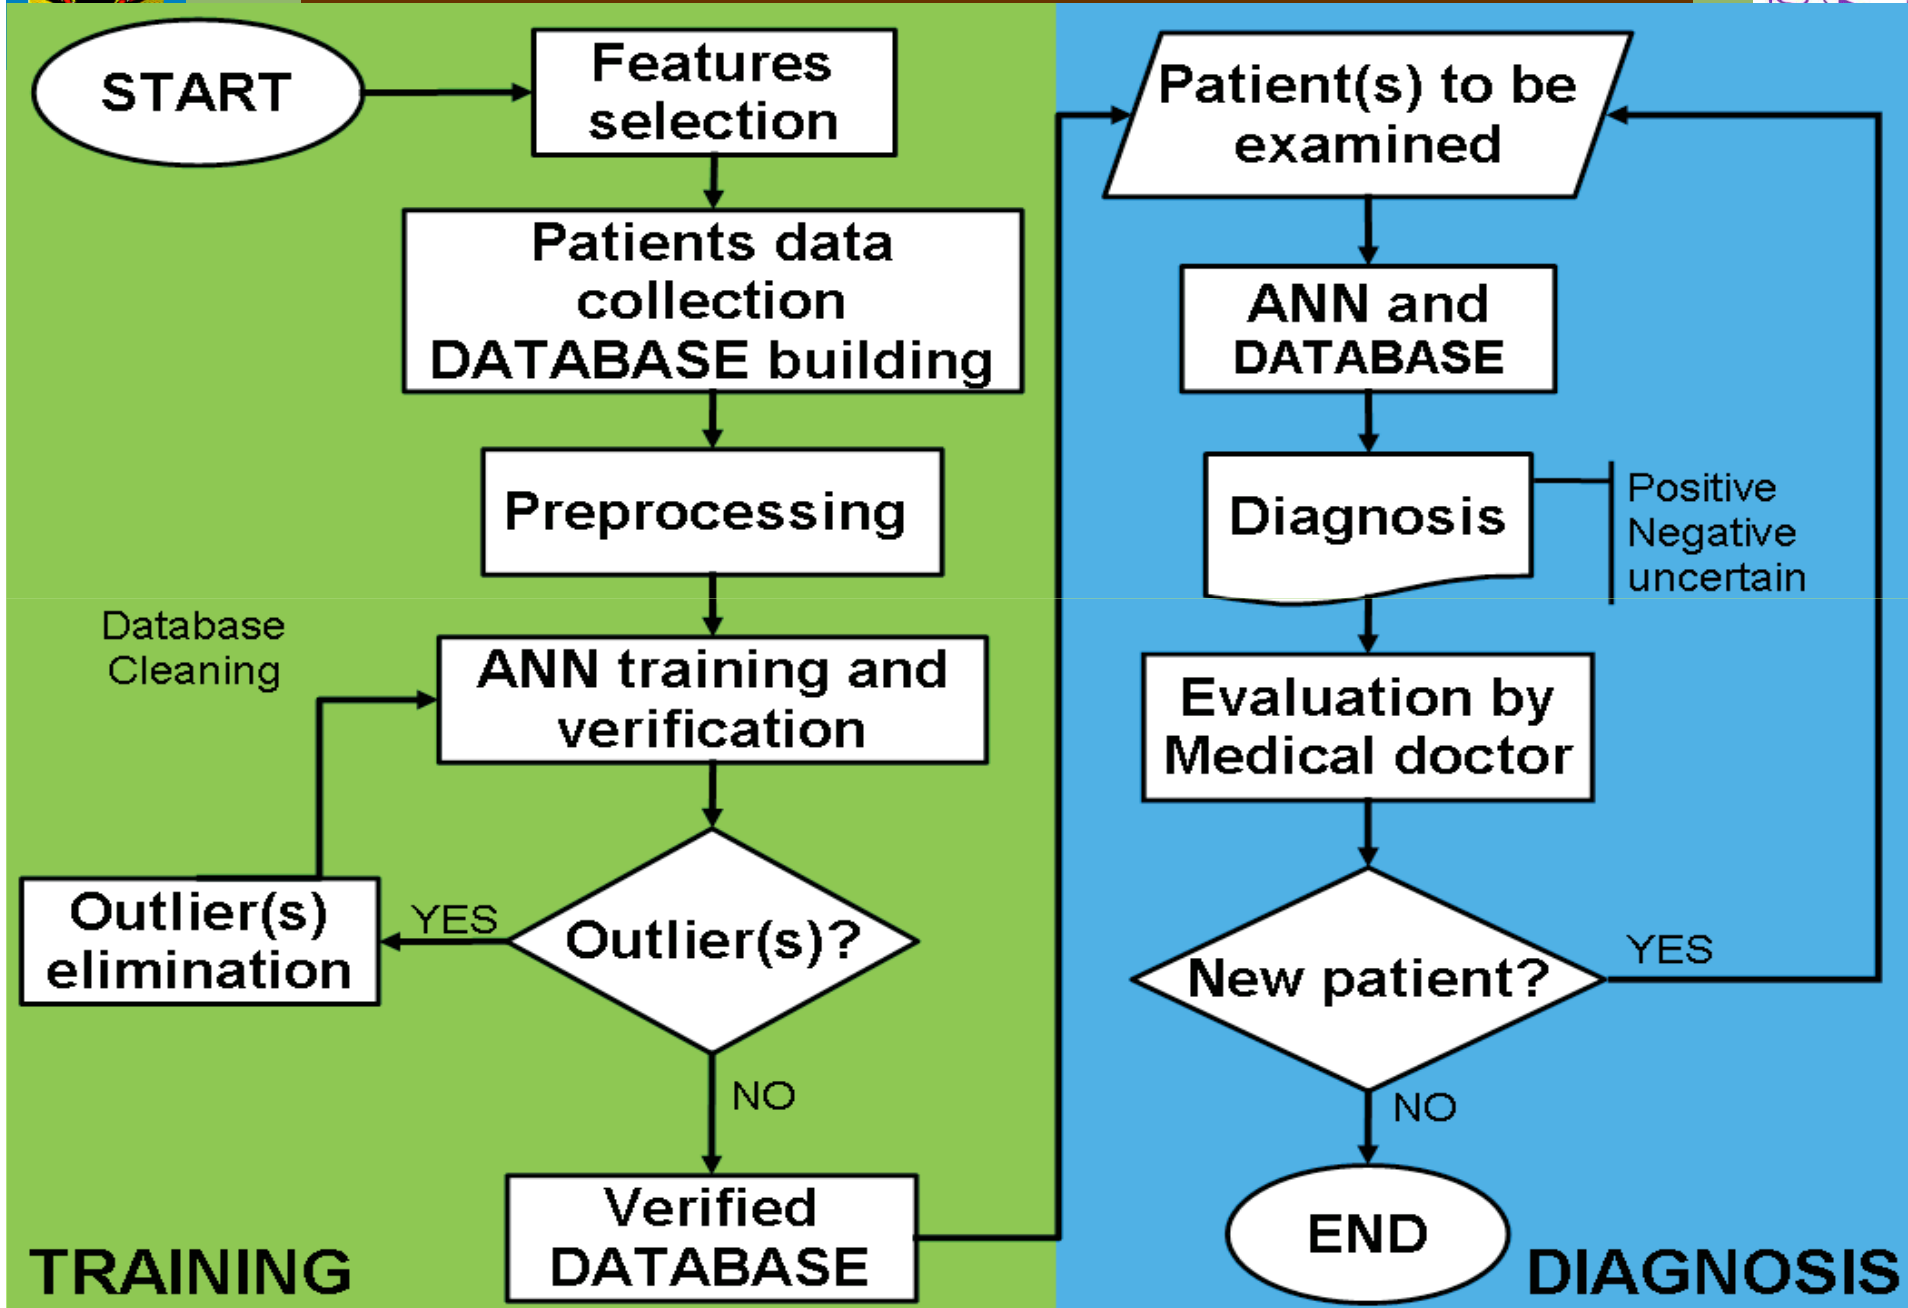 START
Features
selection
Patients data
collection
DATABASE building
Preprocessing
Database
Cleaning
ANN training and
verification
Outlier(s)
elimination
YES
Outlier(s)?
NO
Verified
DATABASE
TRAINING
Patient(s) to be
examined
ANN and
DATABASE
Diagnosis
Positive
Negative
uncertain
Evaluation by
Medical doctor
New patient?
YES
NO
END
DIAGNOSIS